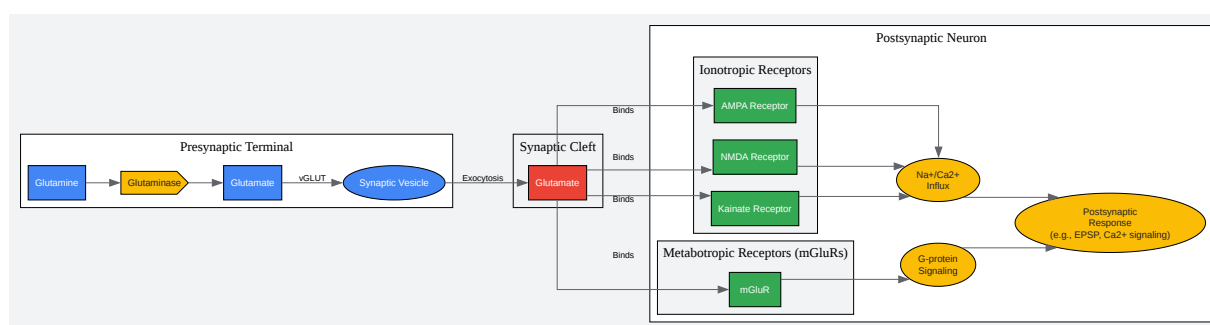 Postsynaptic Neuron
Ionotropic Receptors
AMPA Receptor
Binds
Presynaptic Terminal
Synaptic Cleft
NMDA Receptor
Binds
Glutamine
Glutaminase
Glutamate
vGLUT
Synaptic Vesicle
Exocytosis
Glutamate
Na+/Ca2+
Influx
Binds
Kainate Receptor
Postsynaptic
Response
(e.g., EPSP, Ca2+ signaling)
Metabotropic Receptors (mGluRs)
Binds
G-protein
Signaling
mGluR